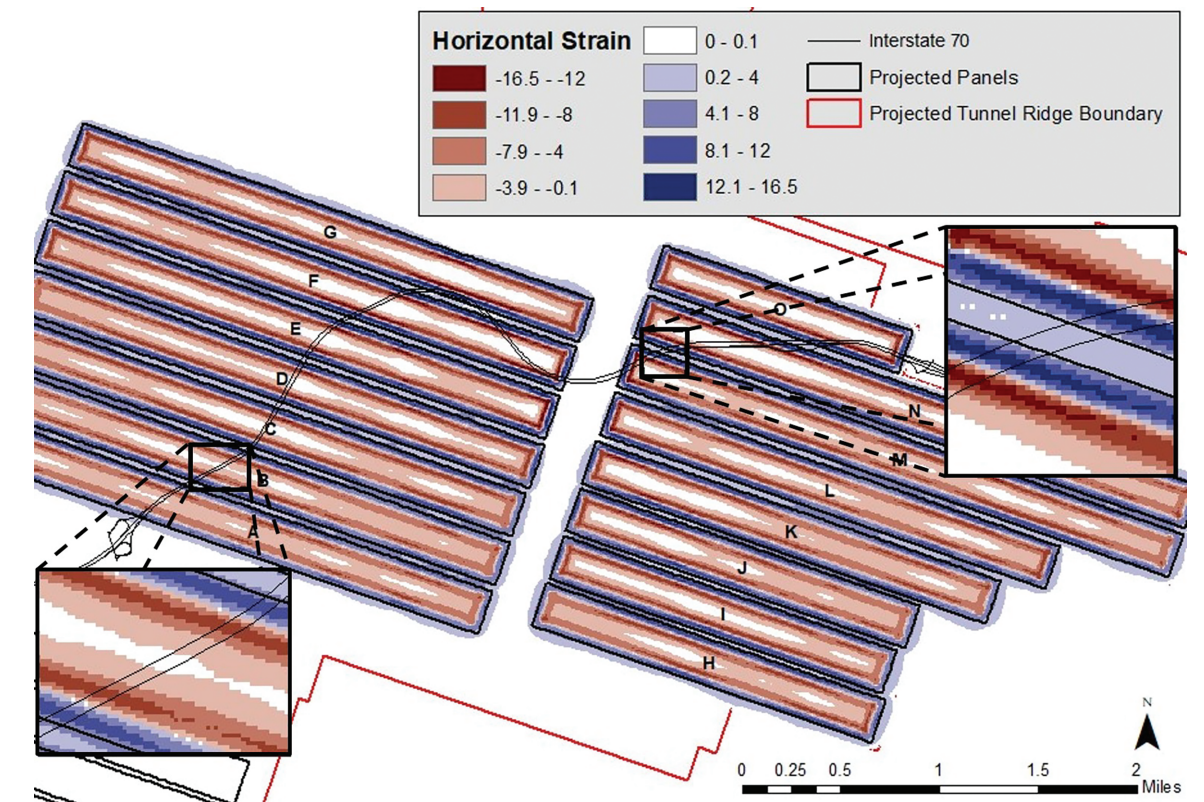 Horizontal Strain
-16.5 - -12
-11.9 - -8
-7.9 - -4
-3.9 - -0.1
0 - 0.1
0.2 - 4
4.1 - 8
8.1 - 12
12.1 - 16.5
Interstate 70
Projected Panels
Projected Tunnel Ridge Boundary
G
F
E
D
C
B
A
O
N
M
L
K
J
I
H
N
0 0.25 0.5 1 1.5 2
Miles